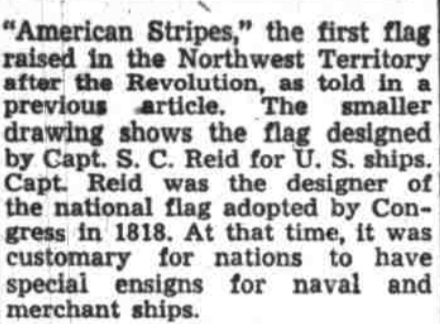 "American Stripes," the first flag
raised in the Northwest Territory
after the Revolution, as told in a
previous article. The smaller
drawing shows the flag designed
by Capt. S. C. Reid for U. S. ships.
Capt. Reid was the designer of
the national flag adopted by Con-
gress in 1818. At that time, it was
customary for nations to have
special ensigns for naval and
merchant ships.